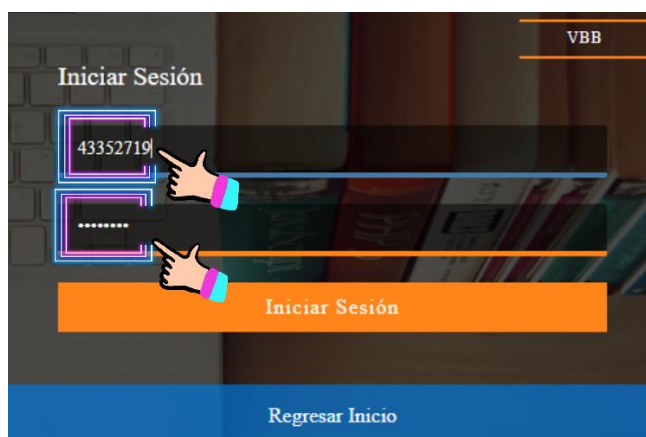 VBB
Iniciar Sesión
43352719
••••••••
Iniciar Sesión
Regresar Inicio